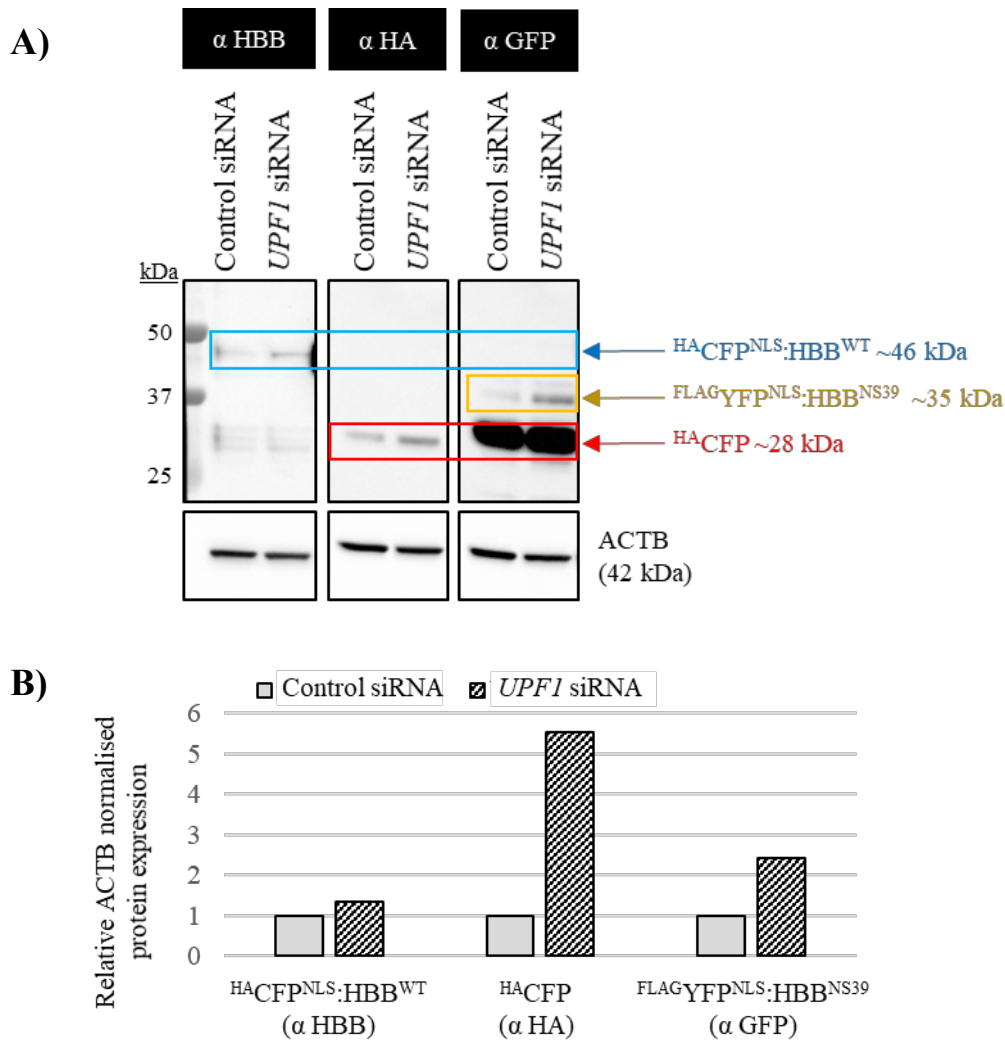 A)
α HBB
α HA
α GFP
Control siRNA
UPF1 siRNA
Control siRNA
UPF1 siRNA
Control siRNA
UPF1 siRNA
kDa
50
37
25
HACFPNLS:HBBWT ~46 kDa
FLAGYFPNLS:HBBNS39 ~35 kDa
HACFP ~28 kDa
ACTB
(42 kDa)
B)
Control siRNA
UPF1 siRNA
Relative ACTB normalised
protein expression
6
5
4
3
2
1
0
HACFPNLS:HBBWT
(α HBB)
HACFP
(α HA)
FLAGYFPNLS:HBBNS39
(α GFP)